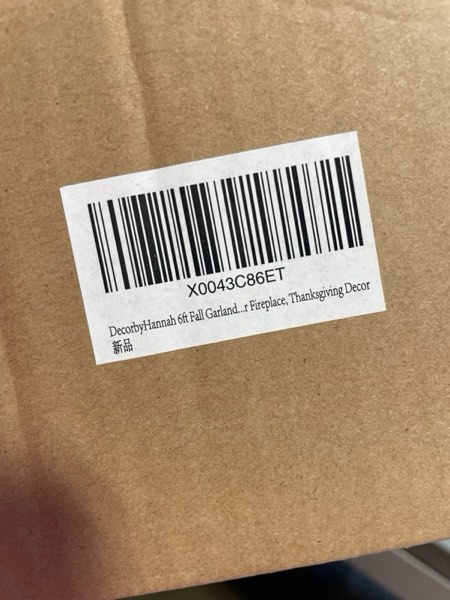 X0043C86ET
DecorbyHannah 6ft Fall Garland...r Fireplace, Thanksgiving Decor
新品